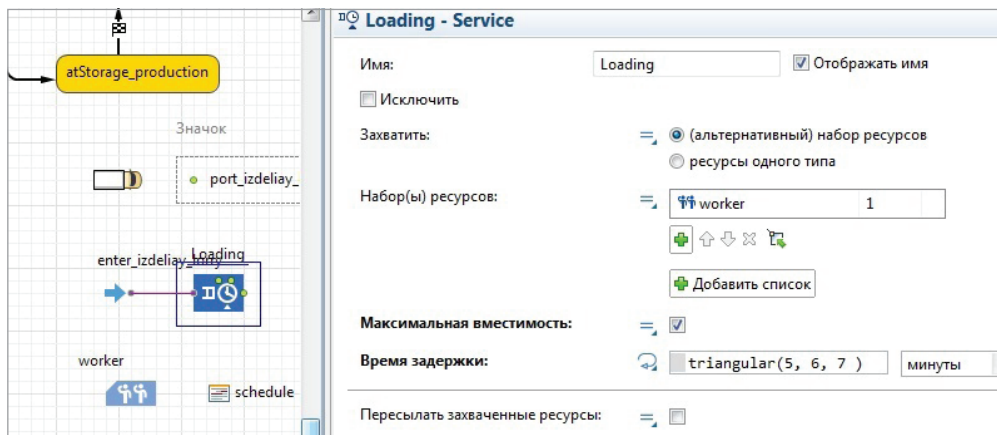 atStorage_production
Значок
port_izdeliay_
enter_izdeliay_lorry
Loading
worker
schedule
Loading - Service
Имя:
Loading
Отображать имя
Исключить
Захватить:
(альтернативный) набор ресурсов
ресурсы одного типа
Набор(ы) ресурсов:
worker 1
Добавить список
Максимальная вместимость:
Время задержки:
triangular(5, 6, 7 ) минуты
Пересылать захваченные ресурсы: